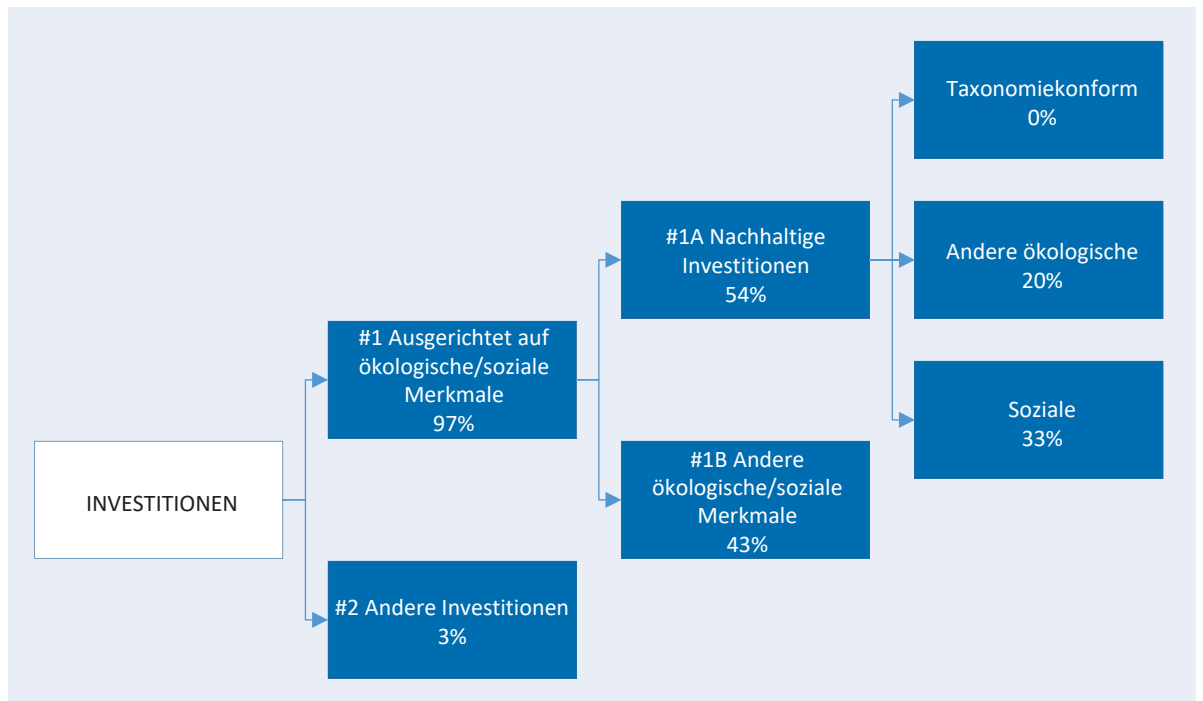 INVESTITIONEN
#1 Ausgerichtet auf
ökologische/soziale
Merkmale
97%
#2 Andere Investitionen
3%
#1A Nachhaltige
Investitionen
54%
#1B Andere
ökologische/soziale
Merkmale
43%
Taxonomiekonform
0%
Andere ökologische
20%
Soziale
33%